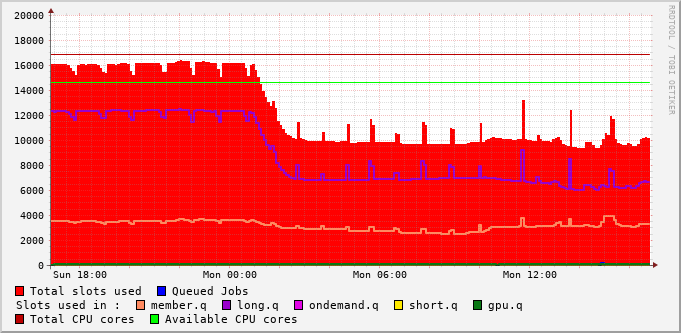 RRDTOOL / TOBI OETIKER
20000
18000
16000
14000
12000
10000
8000
6000
4000
2000
0
Sun 18:00 Mon 00:00 Mon 06:00 Mon 12:00
Total slots used Queued Jobs
Slots used in : member.q long.q ondemand.q short.q gpu.q
Total CPU cores Available CPU cores